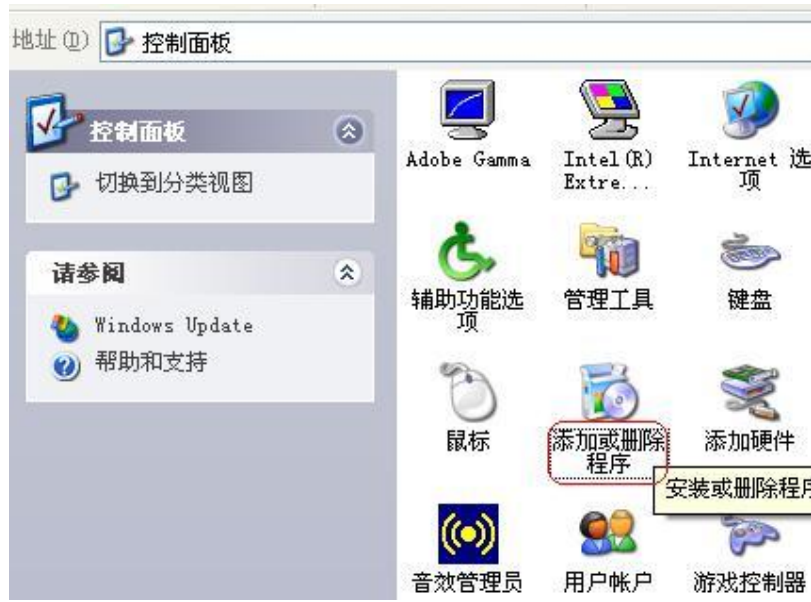 地址(D) 控制面板
控制面板
切换到分类视图
请参阅
Windows Update
帮助和支持
Adobe Gamma
Intel(R)
Extre...
Internet 选
项
辅助功能选
项
管理工具
键盘
鼠标
添加或删除
程序
添加硬件
安装或删除程序
音效管理员
用户帐户
游戏控制器